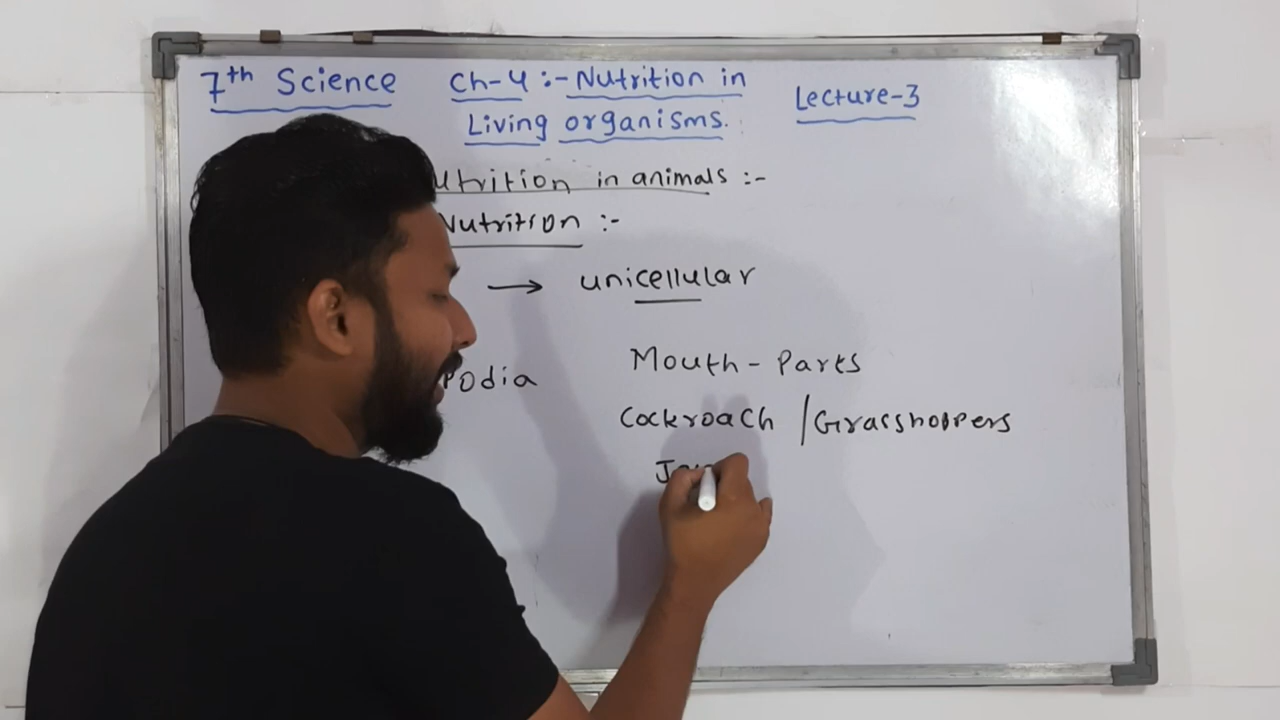 7th Science Ch-4 :- Nutrition in Living organisms. Lecture-3
utrition in animals :-
Nutrition :-
→ unicellular
podia
Mouth - Parts
Cockroach / Grasshoppers